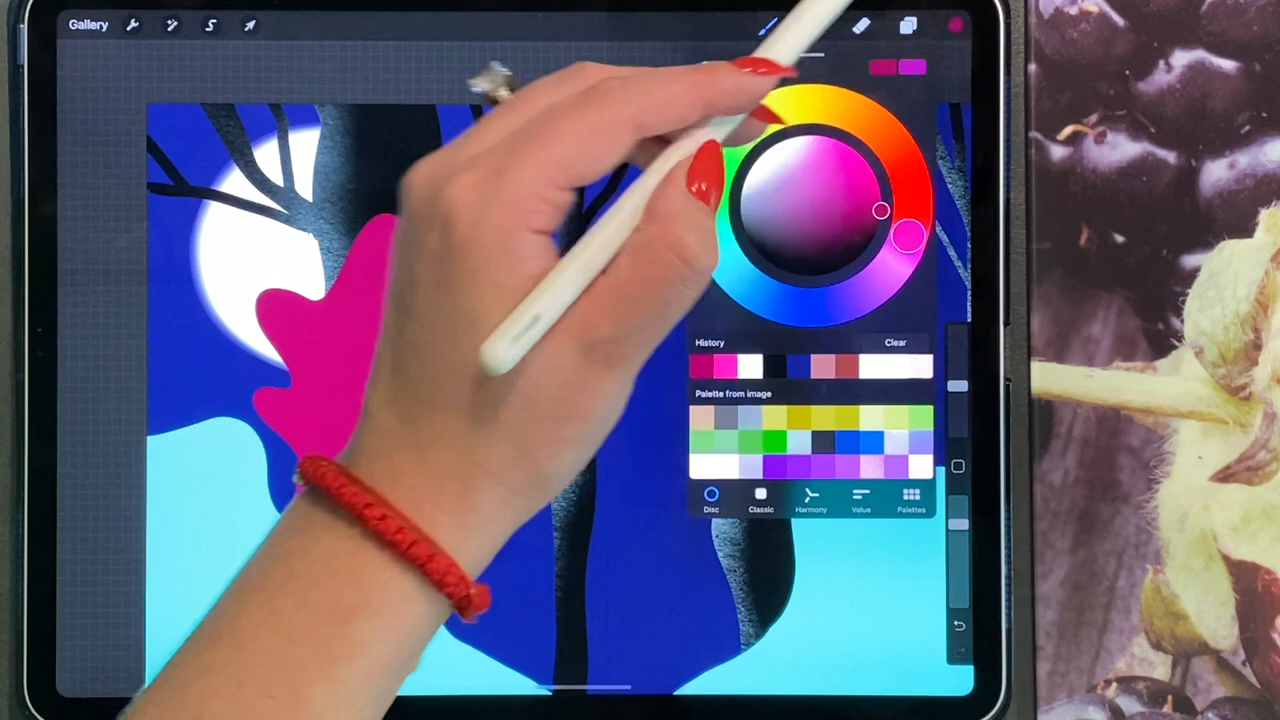 Gallery
History Clear
Palette from image
Disc Classic Harmony Value Palettes